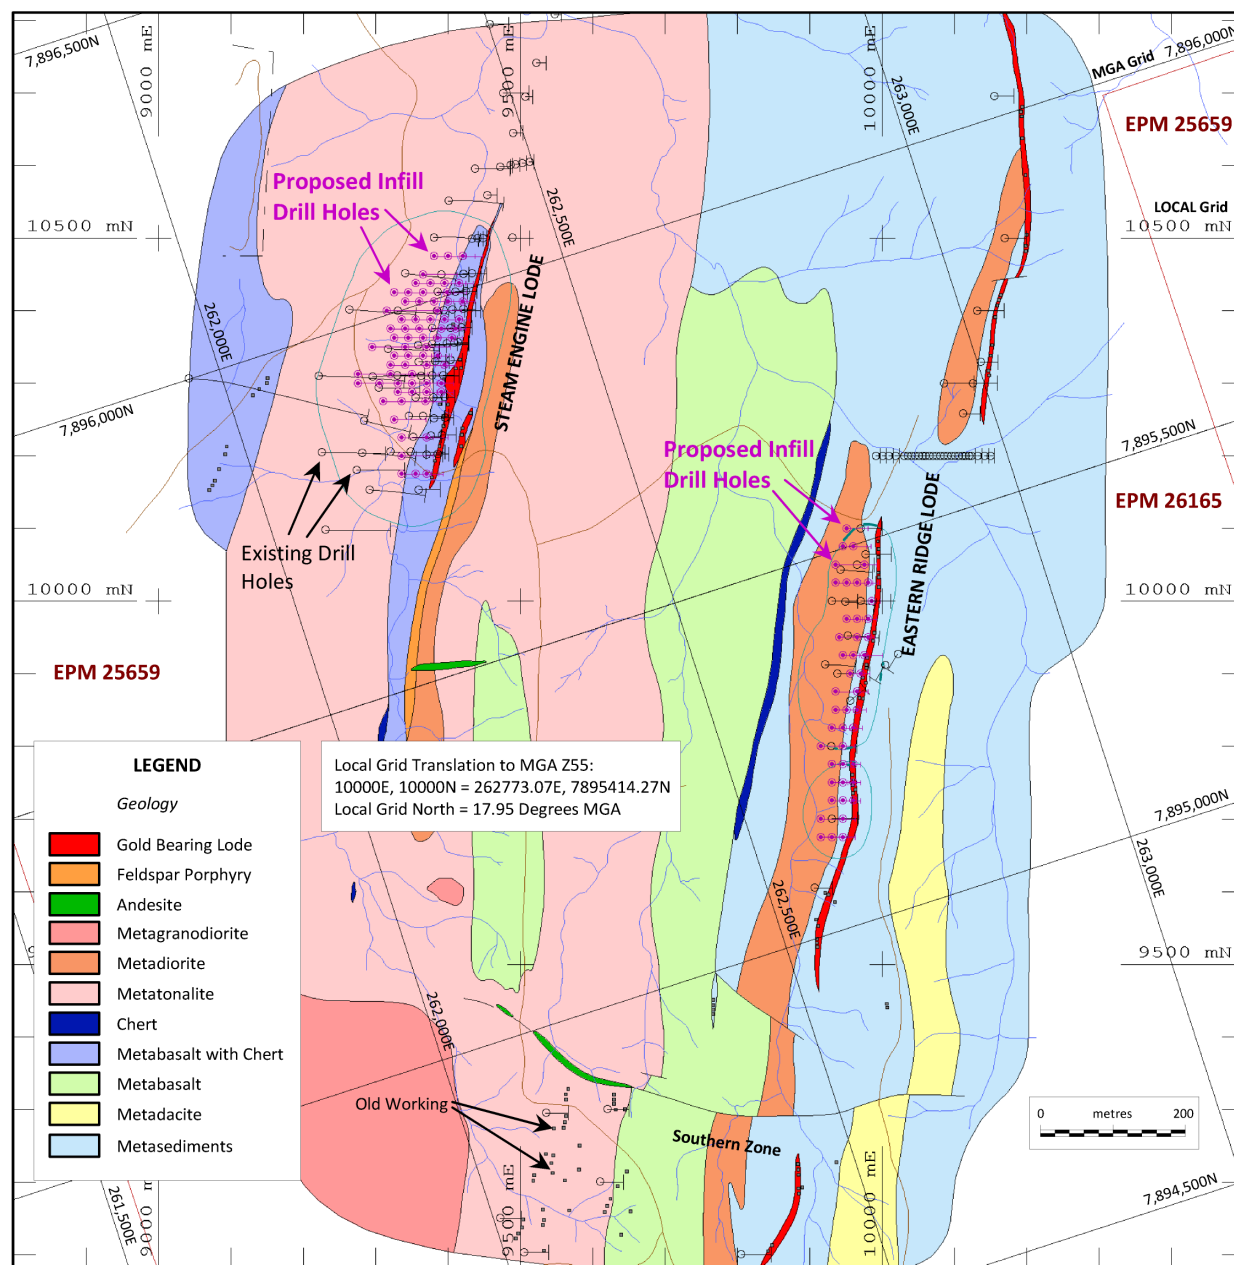 7,896,500N
9000 mE
9500 mE
10000 mE
263,000E
MGA Grid
7,896,000N
EPM 25659
Proposed Infill
Drill Holes
262,500E
LOCAL Grid
10500 mN
10500 mN
STEAM ENGINE LODE
262,000E
7,896,000N
7,895,500N
Proposed Infill
Drill Holes
EPM 26165
EASTERN RIDGE LODE
Existing Drill
Holes
10000 mN
10000 mN
EPM 25659
LEGEND
Geology
Gold Bearing Lode
Feldspar Porphyry
Andesite
Metagranodiorite
Metadiorite
Metatonalite
Chert
Metabasalt with Chert
Metabasalt
Metadacite
Metasediments
Local Grid Translation to MGA Z55:
10000E, 10000N = 262773.07E, 7895414.27N
Local Grid North = 17.95 Degrees MGA
7,895,000N
263,000E
262,500E
9500 mN
262,000E
Old Working
Southern Zone
0 metres 200
7,894,500N
261,500E
9000 m
9500 mE
10000 mE